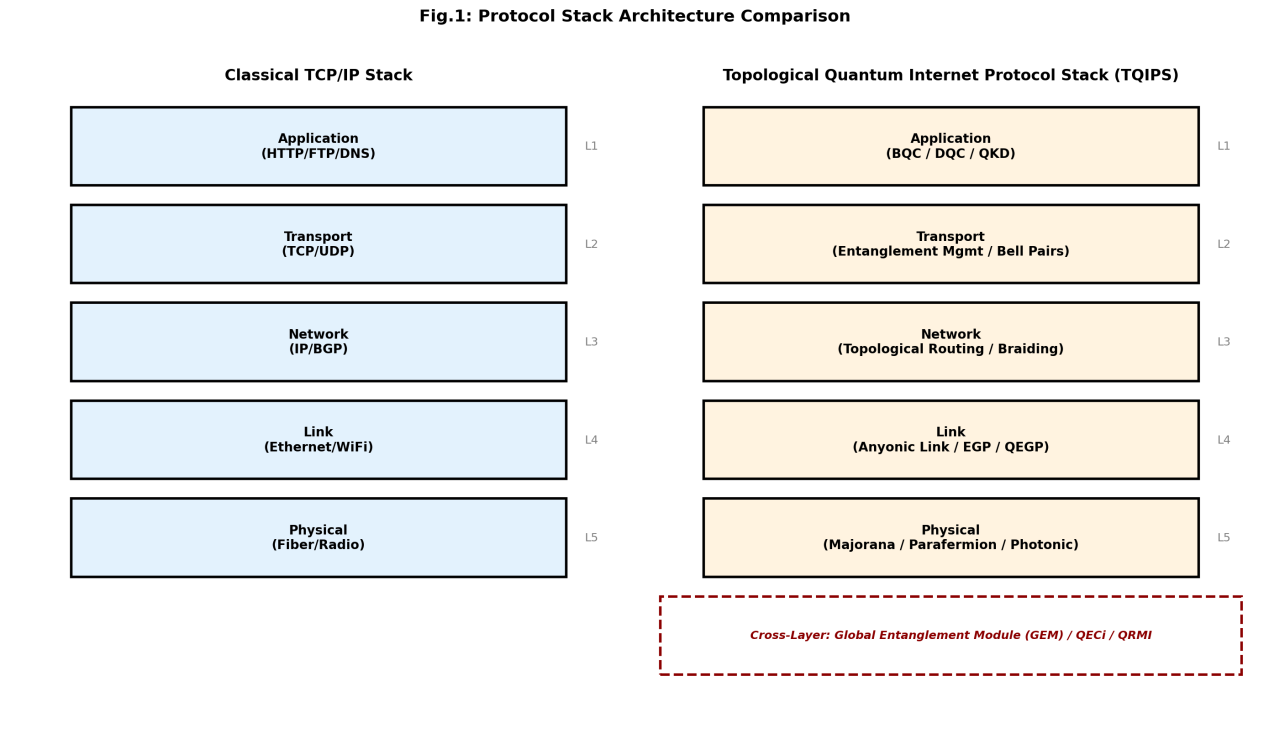 Fig.1: Protocol Stack Architecture Comparison
Classical TCP/IP Stack
Application
(HTTP/FTP/DNS)
L1
Transport
(TCP/UDP)
L2
Network
(IP/BGP)
L3
Link
(Ethernet/WiFi)
L4
Physical
(Fiber/Radio)
L5
Topological Quantum Internet Protocol Stack (TQIPS)
Application
(BQC / DQC / QKD)
L1
Transport
(Entanglement Mgmt / Bell Pairs)
L2
Network
(Topological Routing / Braiding)
L3
Link
(Anyonic Link / EGP / QEGP)
L4
Physical
(Majorana / Parafermion / Photonic)
L5
Cross-Layer: Global Entanglement Module (GEM) / QECi / QRMI